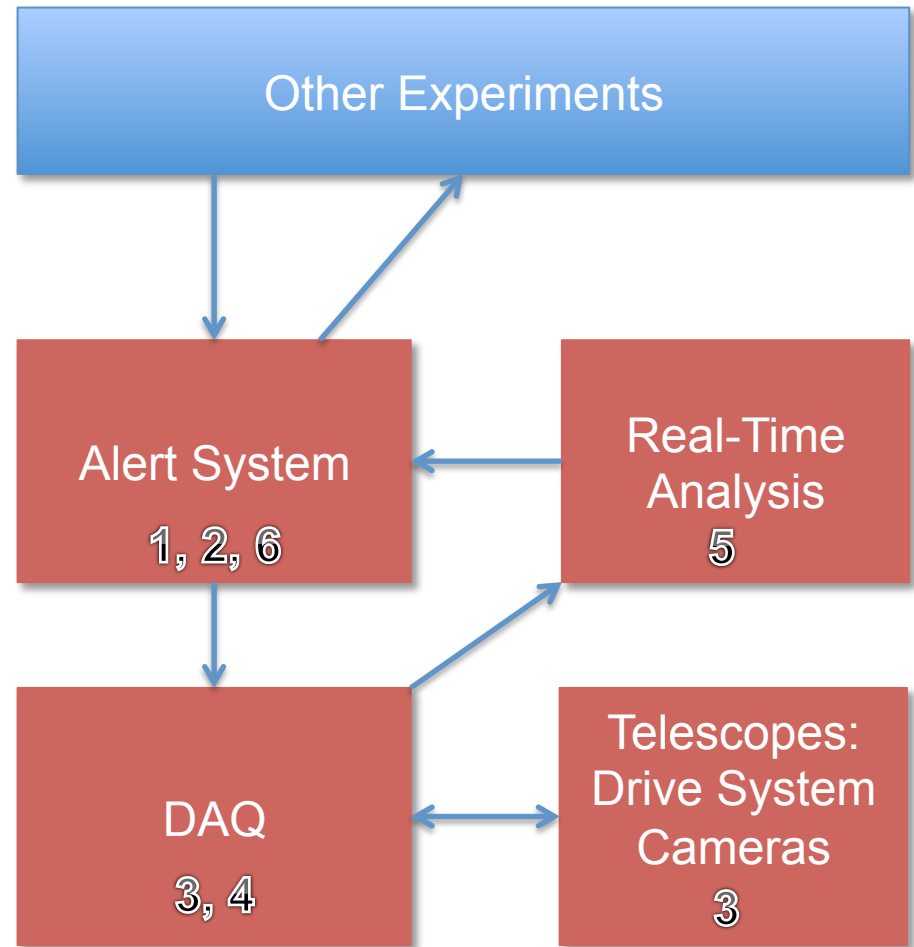 Other Experiments
Alert System
1, 2, 6
Real-Time
Analysis
5
DAQ
3, 4
Telescopes:
Drive System
Cameras
3